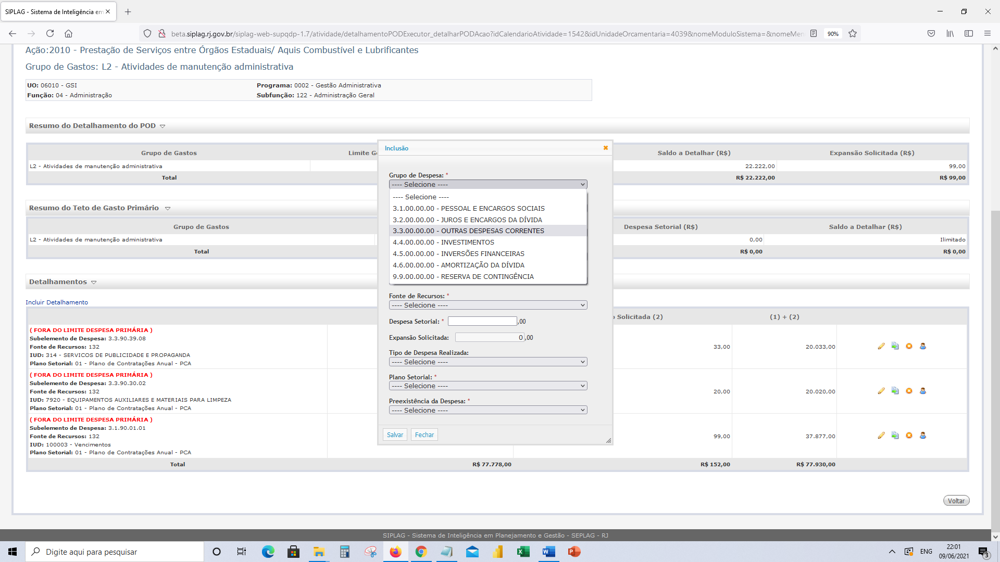 SIPLAG - Sistema de Inteligência em
beta.siplag.rj.gov.br/siplag-web-supqdp-1.7/atividade/detalhamentoPODExecutor_detalharPODAcao?idCalendarioAtividade=1542&idUnidadeOrcamentaria=4039&nomeModuloSistema=&nomeMen
90%
Ação:2010 - Prestação de Serviços entre Órgãos Estaduais/ Aquis Combustível e Lubrificantes
Grupo de Gastos: L2 - Atividades de manutenção administrativa
UO: 06010 - GSI Programa: 0002 - Gestão Administrativa
Função: 04 - Administração Subfunção: 122 - Administração Geral
Resumo do Detalhamento do POD
Grupo de Gastos Limite G Saldo a Detalhar (R$) Expansão Solicitada (R$)
L2 - Atividades de manutenção administrativa 22.222,00 99,00
Total R$ 22.222,00 R$ 99,00
Resumo do Teto de Gasto Primário
Grupo de Gastos Despesa Setorial (R$) Saldo a Detalhar (R$)
L2 - Atividades de manutenção administrativa 0,00 Ilimitado
Total R$ 0,00 R$ 0,00
Detalhamentos
Incluir Detalhamento
Solicitada (2) (1) + (2)
( FORA DO LIMITE DESPESA PRIMÁRIA )
Subelemento de Despesa: 3.3.90.39.08
Fonte de Recursos: 132 33,00 20.033,00
IUD: 314 - SERVICOS DE PUBLICIDADE E PROPAGANDA
Plano Setorial: 01 - Plano de Contratações Anual - PCA
( FORA DO LIMITE DESPESA PRIMÁRIA )
Subelemento de Despesa: 3.3.90.30.02
Fonte de Recursos: 132 20,00 20.020,00
IUD: 7920 - EQUIPAMENTOS AUXILIARES E MATERIAIS PARA LIMPEZA
Plano Setorial: 01 - Plano de Contratações Anual - PCA
( FORA DO LIMITE DESPESA PRIMÁRIA )
Subelemento de Despesa: 3.1.90.01.01
Fonte de Recursos: 132 99,00 37.877,00
IUD: 100003 - Vencimentos
Plano Setorial: 01 - Plano de Contratações Anual - PCA
Total R$ 77.778,00 R$ 152,00 R$ 77.930,00
Inclusão
Grupo de Despesa: *
---- Selecione ----
---- Selecione ----
3.1.00.00.00 - PESSOAL E ENCARGOS SOCIAIS
3.2.00.00.00 - JUROS E ENCARGOS DA DÍVIDA
3.3.00.00.00 - OUTRAS DESPESAS CORRENTES
4.4.00.00.00 - INVESTIMENTOS
4.5.00.00.00 - INVERSÕES FINANCEIRAS
4.6.00.00.00 - AMORTIZAÇÃO DA DÍVIDA
9.9.00.00.00 - RESERVA DE CONTINGÊNCIA
Fonte de Recursos: *
---- Selecione ----
Despesa Setorial: * ,00
Expansão Solicitada: 0 ,00
Tipo de Despesa Realizada:
---- Selecione ----
Plano Setorial: *
---- Selecione ----
Preexistência da Despesa: *
---- Selecione ----
Salvar Fechar
Voltar
SIPLAG - Sistema de Inteligência em Planejamento e Gestão - SEPLAG - RJ
Digite aqui para pesquisar
ENG
22:01
09/06/2021
3